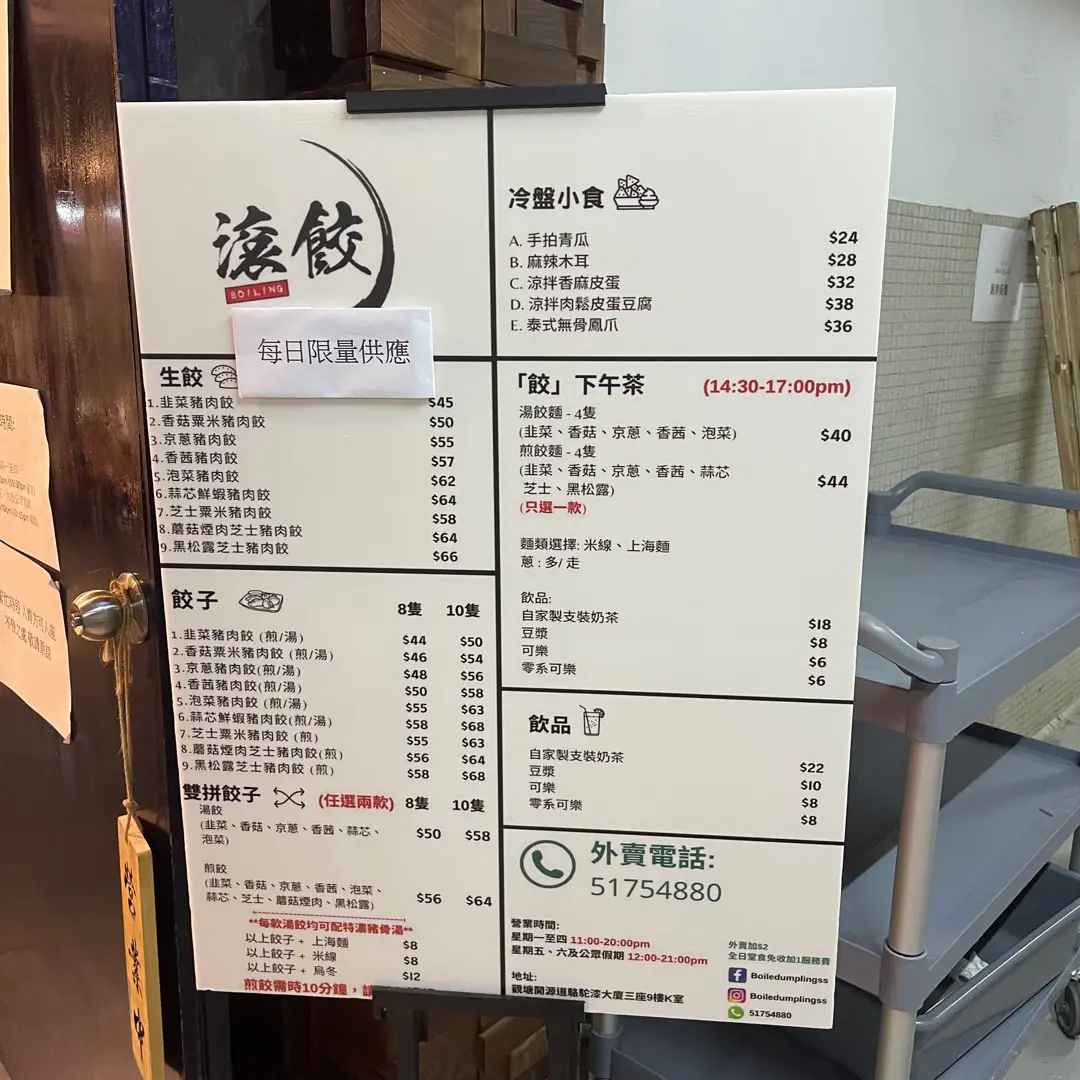 滾餃
BOILING
每日限量供應
生餃
1.韭菜豬肉餃 $45
2.香菇粟米豬肉餃 $50
3.京蔥豬肉餃 $55
4.香茜豬肉餃 $57
5.泡菜豬肉餃 $62
6.蒜芯鮮蝦豬肉餃 $64
7.芝士粟米豬肉餃 $58
8.蘑菇煙肉芝士豬肉餃 $64
9.黑松露芝士豬肉餃 $66
餃子 8隻 10隻
1.韭菜豬肉餃 (煎/湯) $44 $50
2.香菇粟米豬肉餃 (煎/湯) $46 $54
3.京蔥豬肉餃(煎/湯) $48 $56
4.香茜豬肉餃(煎/湯) $50 $58
5.泡菜豬肉餃 (煎/湯) $55 $63
6.蒜芯鮮蝦豬肉餃(煎/湯) $58 $68
7.芝士粟米豬肉餃 (煎) $55 $63
8.蘑菇煙肉芝士豬肉餃(煎) $56 $64
9.黑松露芝士豬肉餃 (煎) $58 $68
雙拼餃子 (任選兩款) 8隻 10隻
湯餃
(韭菜、香菇、京蔥、香茜、蒜芯、 $50 $58
泡菜)
煎餃
(韭菜、香菇、京蔥、香茜、泡菜、
蒜芯、芝士、蘑菇煙肉、黑松露) $56 $64
**每款湯餃均可配特濃豬骨湯**
以上餃子 + 上海麵 $8
以上餃子 + 米線 $8
以上餃子 + 烏冬 $12
煎餃需時10分鐘，
冷盤小食
A. 手拍青瓜 $24
B. 麻辣木耳 $28
C. 涼拌香麻皮蛋 $32
D. 涼拌肉鬆皮蛋豆腐 $38
E. 泰式無骨鳳爪 $36
「餃」下午茶 (14:30-17:00pm)
湯餃麵 - 4隻
(韭菜、香菇、京蔥、香茜、泡菜) $40
煎餃麵 - 4隻
(韭菜、香菇、京蔥、香茜、蒜芯 $44
芝士、黑松露)
(只選一款)
麵類選擇: 米線、上海麵
蔥 : 多/ 走
飲品:
自家製支裝奶茶 $18
豆漿 $8
可樂 $6
零系可樂 $6
飲品
自家製支裝奶茶 $22
豆漿 $10
可樂 $8
零系可樂 $8
外賣電話:
51754880
營業時間:
星期一至四 11:00-20:00pm
星期五、六及公眾假期 12:00-21:00pm
地址:
觀塘開源道駱駝漆大廈三座9樓K室
外賣加$2
全日堂食免收加1服務費
Boiledumplingss
Boiledumplingss
51754880